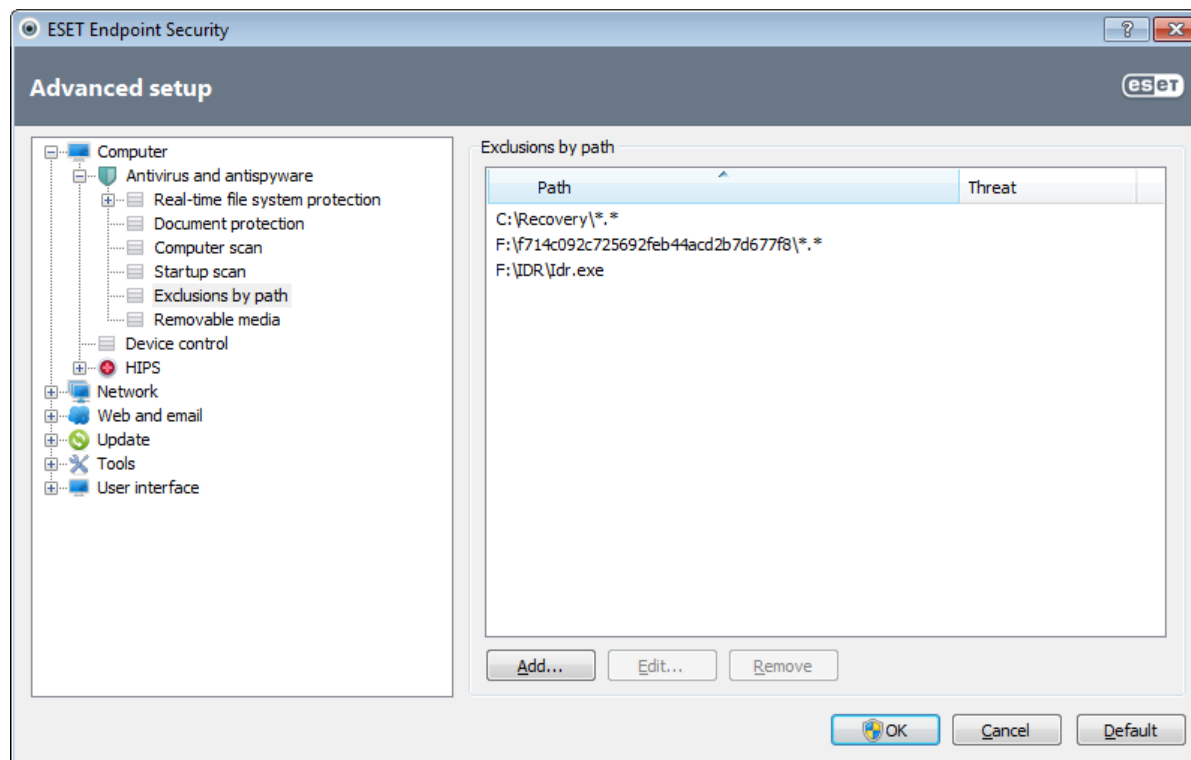 ESET Endpoint Security
Advanced setup
eseT
Computer
Antivirus and antispyware
Real-time file system protection
Document protection
Computer scan
Startup scan
Exclusions by path
Removable media
Device control
HIPS
Network
Web and email
Update
Tools
User interface
Exclusions by path
Path Threat
C:\Recovery\*.*
F:\f714c092c725692feb44acd2b7d677f8\*.*
F:\IDR\Idr.exe
Add... Edit... Remove
OK Cancel Default